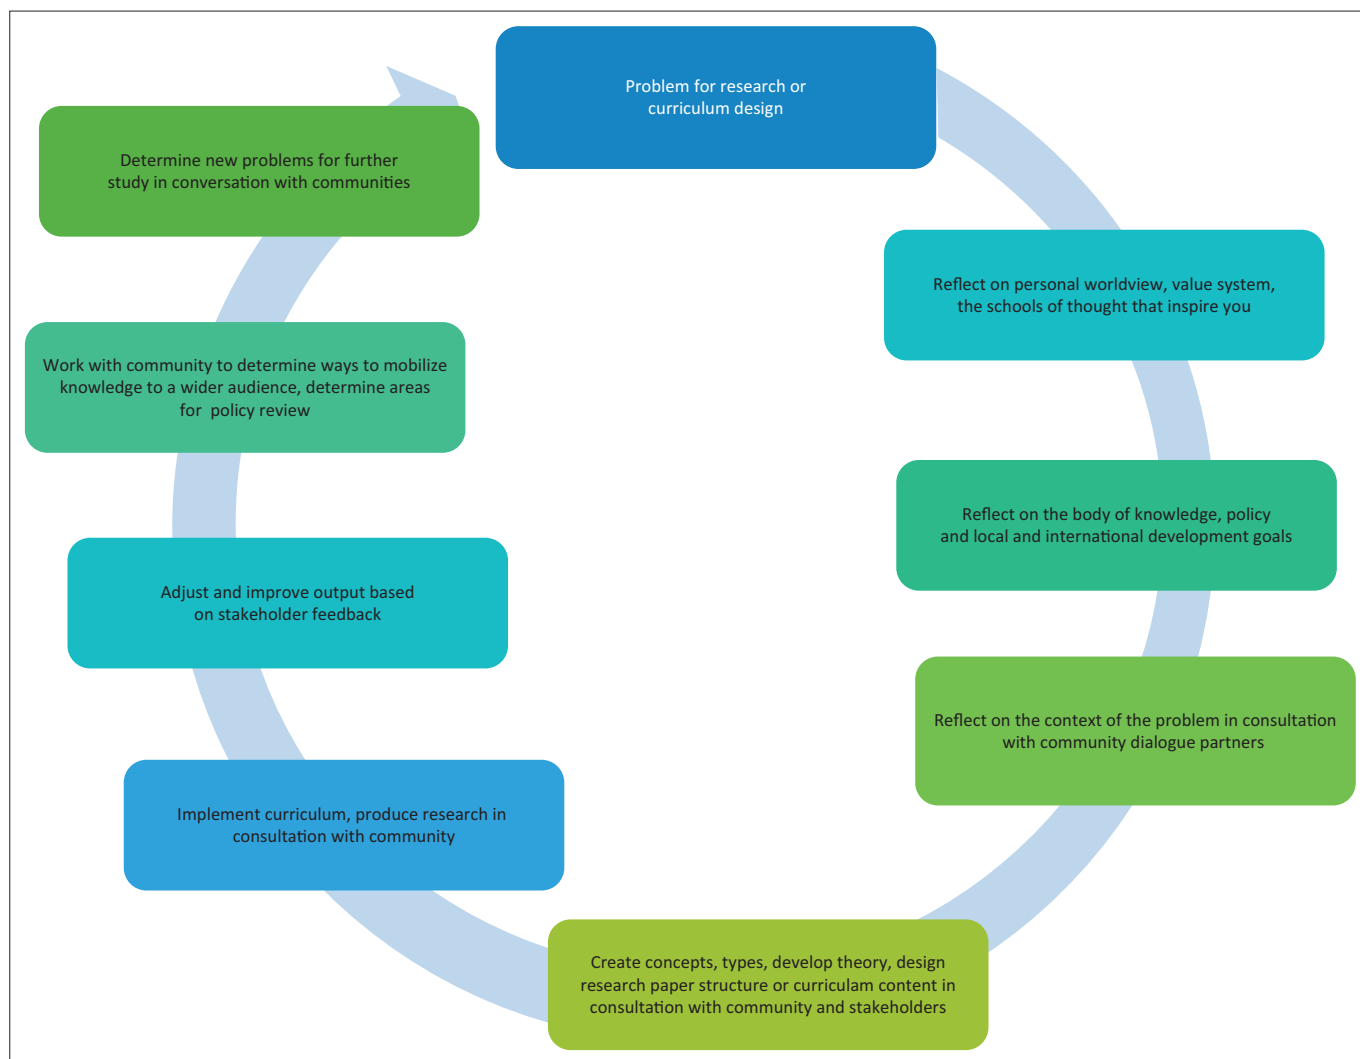 Problem for research or
curriculum design
Reflect on personal worldview, value system,
the schools of thought that inspire you
Reflect on the body of knowledge, policy
and local and international development goals
Reflect on the context of the problem in consultation
with community dialogue partners
Create concepts, types, develop theory, design
research paper structure or curriculam content in
consultation with community and stakeholders
Implement curriculum, produce research in
consultation with community
Adjust and improve output based
on stakeholder feedback
Work with community to determine ways to mobilize
knowledge to a wider audience, determine areas
for policy review
Determine new problems for further
study in conversation with communities